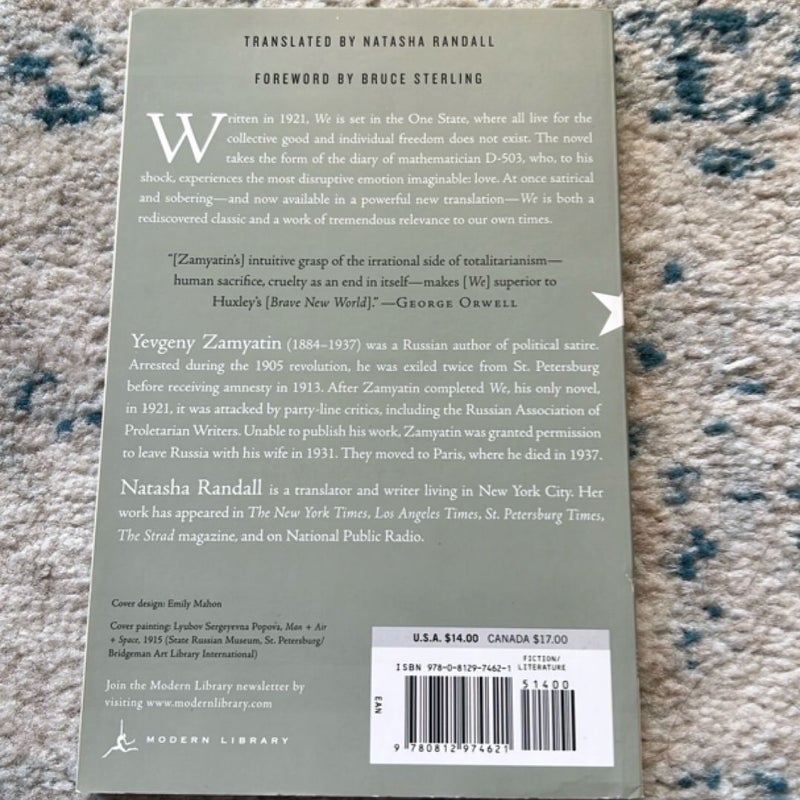 TRANSLATED BY NATASHA RANDALL
FOREWORD BY BRUCE STERLING
Written in 1921, We is set in the One State, where all live for the
collective good and individual freedom does not exist. The novel
takes the form of the diary of mathematician D-503, who, to his
shock, experiences the most disruptive emotion imaginable: love. At once satirical
and sobering—and now available in a powerful new translation—We is both a
rediscovered classic and a work of tremendous relevance to our own times.
"[Zamyatin's] intuitive grasp of the irrational side of totalitarianism—
human sacrifice, cruelty as an end in itself—makes [We] superior to
Huxley's [Brave New World]." —GEORGE ORWELL
Yevgeny Zamyatin (1884–1937) was a Russian author of political satire.
Arrested during the 1905 revolution, he was exiled twice from St. Petersburg
before receiving amnesty in 1913. After Zamyatin completed We, his only novel,
in 1921, it was attacked by party-line critics, including the Russian Association of
Proletarian Writers. Unable to publish his work, Zamyatin was granted permission
to leave Russia with his wife in 1931. They moved to Paris, where he died in 1937.
Natasha Randall is a translator and writer living in New York City. Her
work has appeared in The New York Times, Los Angeles Times, St. Petersburg Times,
The Strad magazine, and on National Public Radio.
Cover design: Emily Mahon
Cover painting: Lyubov Sergeyevna Popova, Man + Air
+ Space, 1915 (State Russian Museum, St. Petersburg/
Bridgeman Art Library International)
Join the Modern Library newsletter by
visiting www.modernlibrary.com
MODERN LIBRARY
U.S.A. $14.00 CANADA $17.00
FICTION/
ISBN 978-0-8129-7462-1 LITERATURE
51400
EAN
9 780812 974621